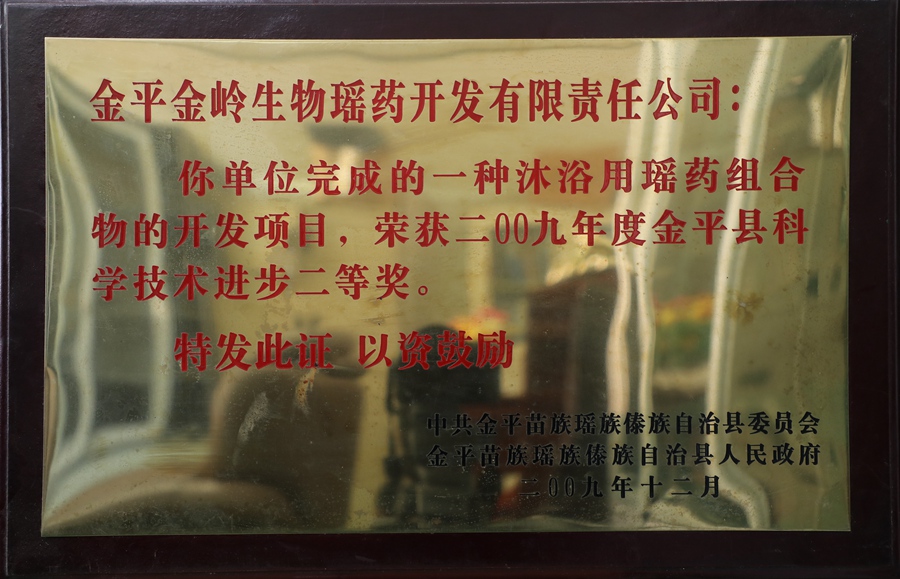 金平金岭生物瑶药开发有限责任公司：
你单位完成的一种沐浴用瑶药组合
物的开发项目，荣获二00九年度金平县科
学技术进步二等奖。
特发此证 以资鼓励
中共金平苗族瑶族傣族自治县委员会
金平苗族瑶族傣族自治县人民政府
二00九年十二月